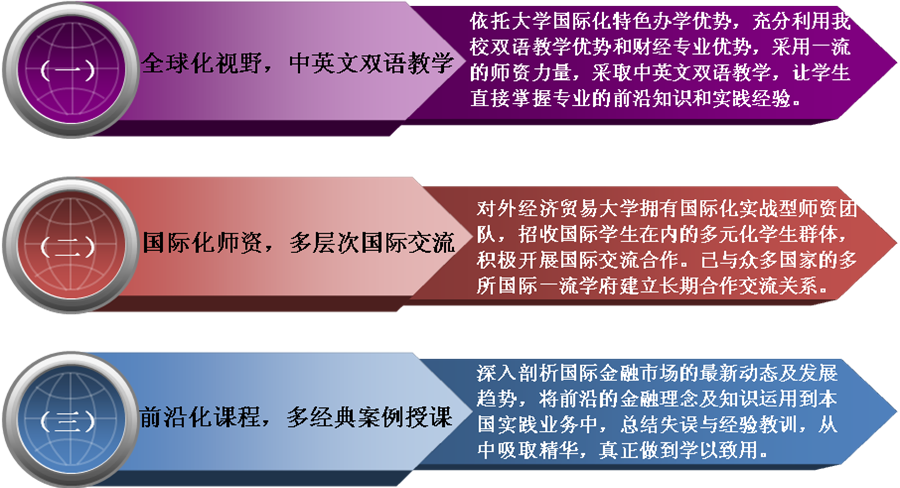 （一）
全球化视野，中英文双语教学
依托大学国际化特色办学优势，充分利用我
校双语教学优势和财经专业优势，采用一流
的师资力量，采取中英文双语教学，让学生
直接掌握专业的前沿知识和实践经验。
（二）
国际化师资，多层次国际交流
对外经济贸易大学拥有国际化实战型师资团
队，招收国际学生在内的多元化学生群体，
积极开展国际交流合作。已与众多国家的多
所国际一流学府建立长期合作交流关系。
（三）
前沿化课程，多经典案例授课
深入剖析国际金融市场的最新动态及发展
趋势，将前沿的金融理念及知识运用到本
国实践业务中，总结失误与经验教训，从
中吸取精华，真正做到学以致用。